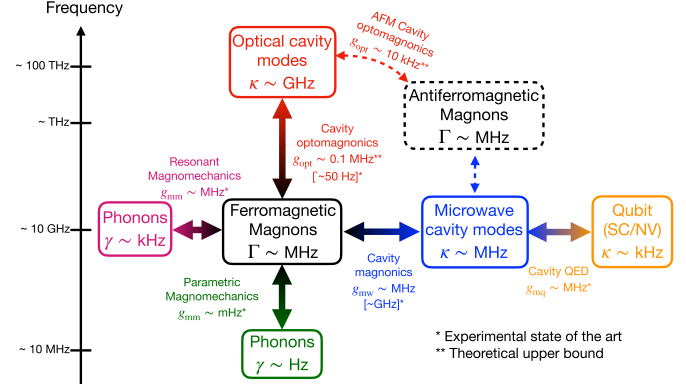 Frequency
~ 100 THz
~ THz
~ 10 GHz
~ 10 MHz
Optical cavity
modes
κ ∼ GHz
AFM Cavity
optomagnonics
g_opt ∼ 10 kHz**
Antiferromagnetic
Magnons
Γ ∼ MHz
Cavity
optomagnonics
g_opt ∼ 0.1 MHz**
[~50 Hz]*
Resonant
Magnomechanics
g_mm ∼ MHz*
Phonons
γ ∼ kHz
Ferromagnetic
Magnons
Γ ∼ MHz
Microwave
cavity modes
κ ∼ MHz
Qubit
(SC/NV)
κ ∼ kHz
Cavity
magnonics
g_mw ∼ MHz
[~GHz]*
Cavity QED
g_mq ∼ MHz*
Parametric
Magnomechanics
g_mm ∼ mHz*
Phonons
γ ∼ Hz
* Experimental state of the art
** Theoretical upper bound